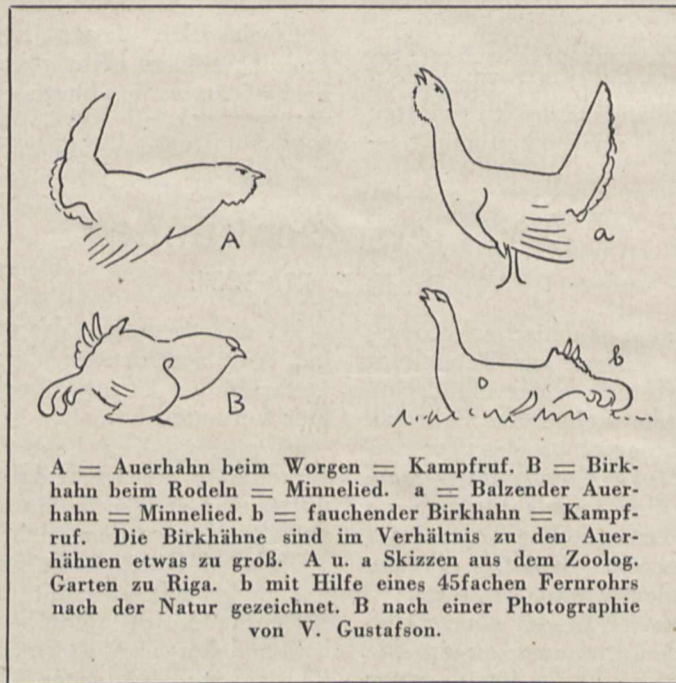 A
a
B
b
A = Auerhahn beim Worgen = Kampfruf. B = Birk-
hahn beim Rodeln = Minnelied. a = Balzender Auer-
hahn = Minnelied. b = fauchender Birkhahn = Kampf-
ruf. Die Birkhähne sind im Verhältnis zu den Auer-
hähnen etwas zu groß. A u. a Skizzen aus dem Zoolog.
Garten zu Riga. b mit Hilfe eines 45fachen Fernrohrs
nach der Natur gezeichnet. B nach einer Photographie
von V. Gustafson.